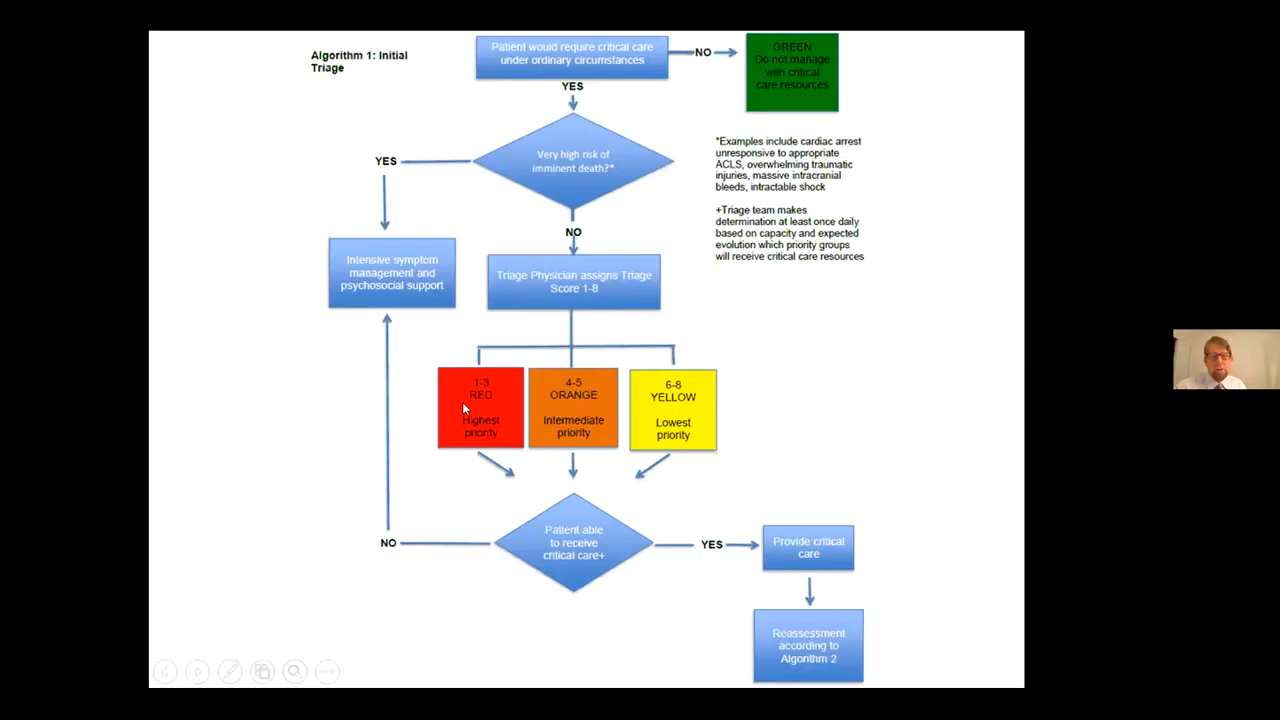 Algorithm 1: Initial
Triage
Patient would require critical care
under ordinary circumstances
NO
GREEN
Do not manage
with critical
care resources
YES
Very high risk of
imminent death?*
YES
*Examples include cardiac arrest
unresponsive to appropriate
ACLS, overwhelming traumatic
injuries, massive intracranial
bleeds, intractable shock
+Triage team makes
determination at least once daily
based on capacity and expected
evolution which priority groups
will receive critical care resources
NO
Intensive symptom
management and
psychosocial support
Triage Physician assigns Triage
Score 1-8
1-3
RED
Highest
priority
4-5
ORANGE
Intermediate
priority
6-8
YELLOW
Lowest
priority
Patient able
to receive
critical care+
NO
YES
Provide critical
care
Reassessment
according to
Algorithm 2